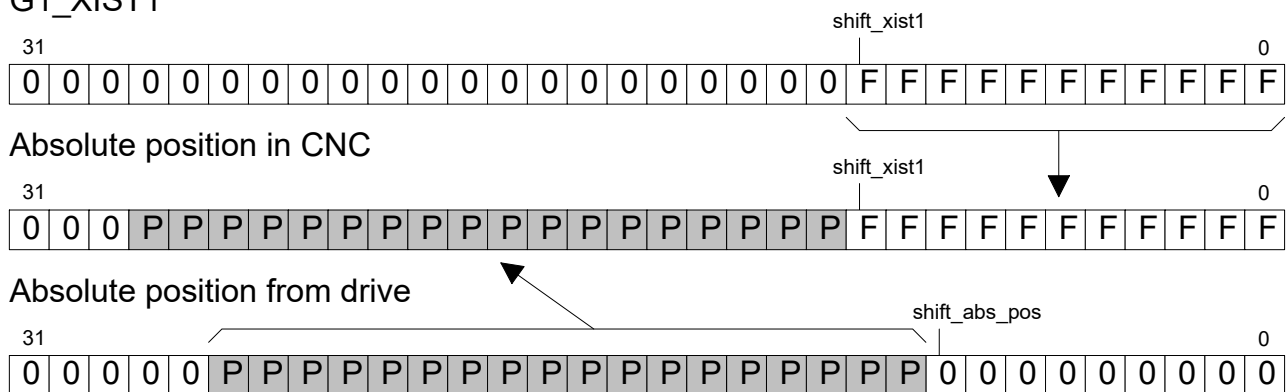 G1_XIST1
shift_xist1
31 0
0 0 0 0 0 0 0 0 0 0 0 0 0 0 0 0 0 0 0 0 0 F F F F F F F F F F F
Absolute position in CNC
shift_xist1
31 0
0 0 0 P P P P P P P P P P P P P P P P P P F F F F F F F F F F F
Absolute position from drive
shift_abs_pos
31 0
0 0 0 0 0 P P P P P P P P P P P P P P P P P P 0 0 0 0 0 0 0 0 0